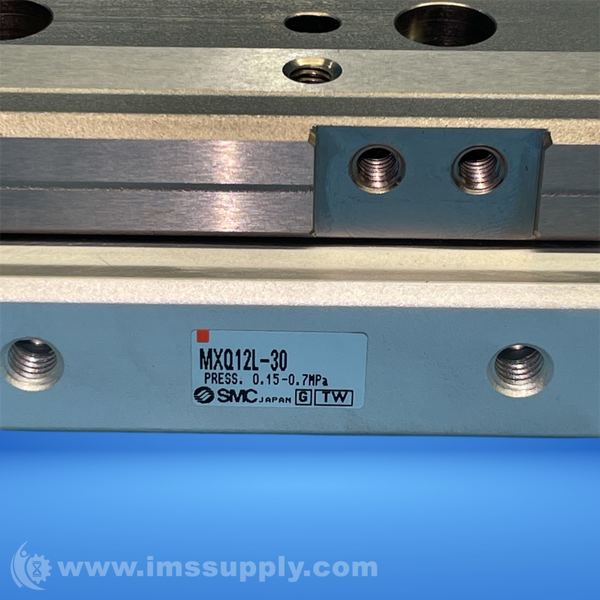 MXQ12L-30
PRESS. 0.15-0.7MPa
SMC JAPAN G TW
www.imssupply.com